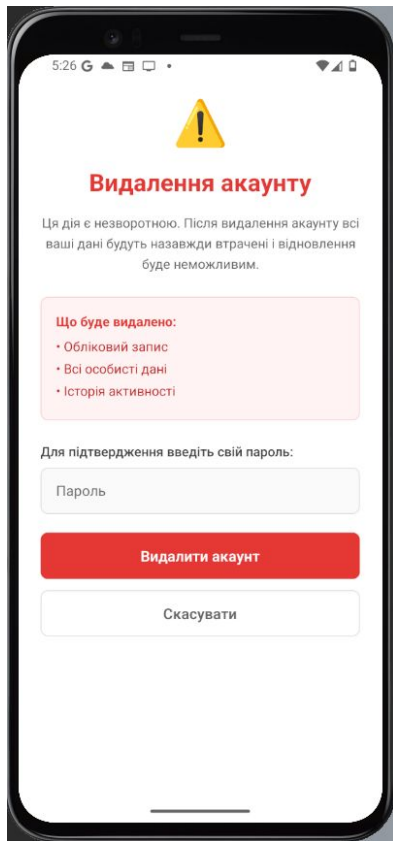 5:26
Видалення акаунту
Ця дія є незворотною. Після видалення акаунту всі
ваші дані будуть назавжди втрачені і відновлення
буде неможливим.
Що буде видалено:
• Обліковий запис
• Всі особисті дані
• Історія активності
Для підтвердження введіть свій пароль:
Пароль
Видалити акаунт
Скасувати